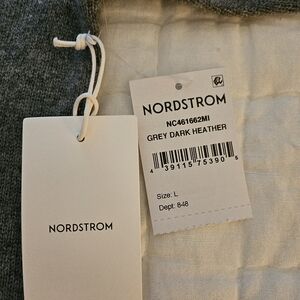 NORDSTROM
NORDSTROM
NC461662MI
GREY DARK HEATHER
4 39115 75390 5
Size: L
Dept: 848